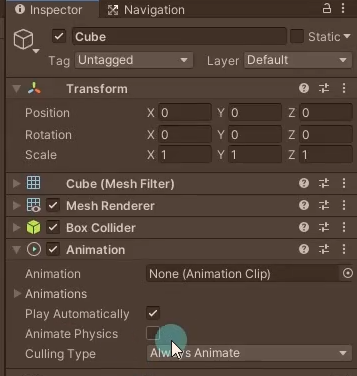 Inspector Navigation
Cube Static
Tag Untagged Layer Default
Transform
Position X 0 Y 0 Z 0
Rotation X 0 Y 0 Z 0
Scale X 1 Y 1 Z 1
Cube (Mesh Filter)
Mesh Renderer
Box Collider
Animation
Animation None (Animation Clip)
Animations
Play Automatically
Animate Physics
Culling Type Always Animate